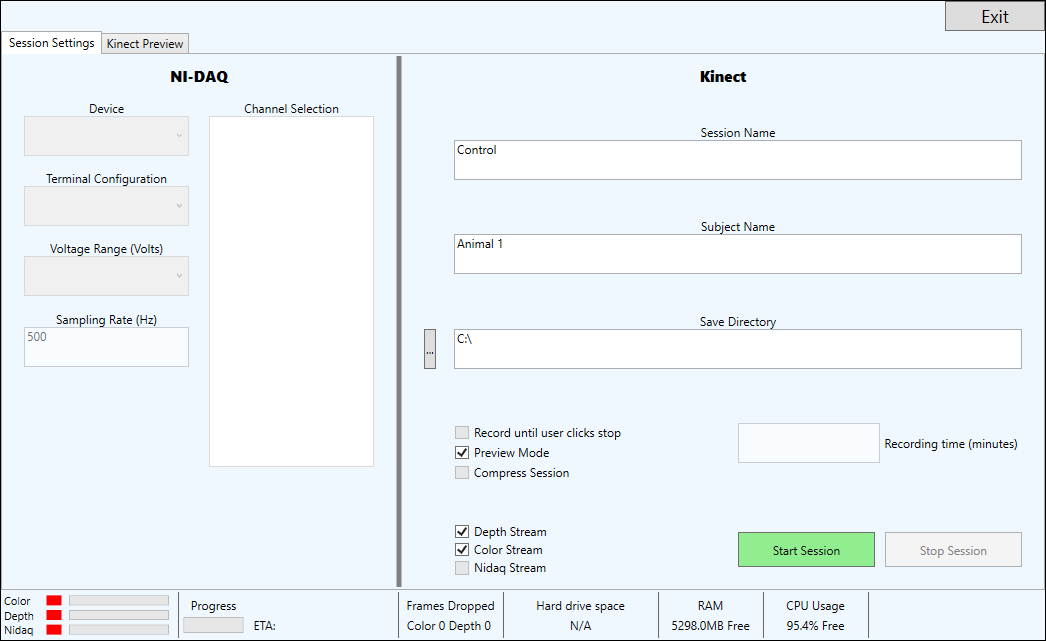 Exit
Session Settings
Kinect Preview
NI-DAQ
Device
Channel Selection
Terminal Configuration
Voltage Range (Volts)
Sampling Rate (Hz)
500
Kinect
Session Name
Control
Subject Name
Animal 1
Save Directory
...
C:\
Record until user clicks stop
Preview Mode
Compress Session
Recording time (minutes)
Depth Stream
Color Stream
Nidaq Stream
Start Session
Stop Session
Color
Depth
Nidaq
Progress
ETA:
Frames Dropped
Color 0 Depth 0
Hard drive space
N/A
RAM
5298.0MB Free
CPU Usage
95.4% Free